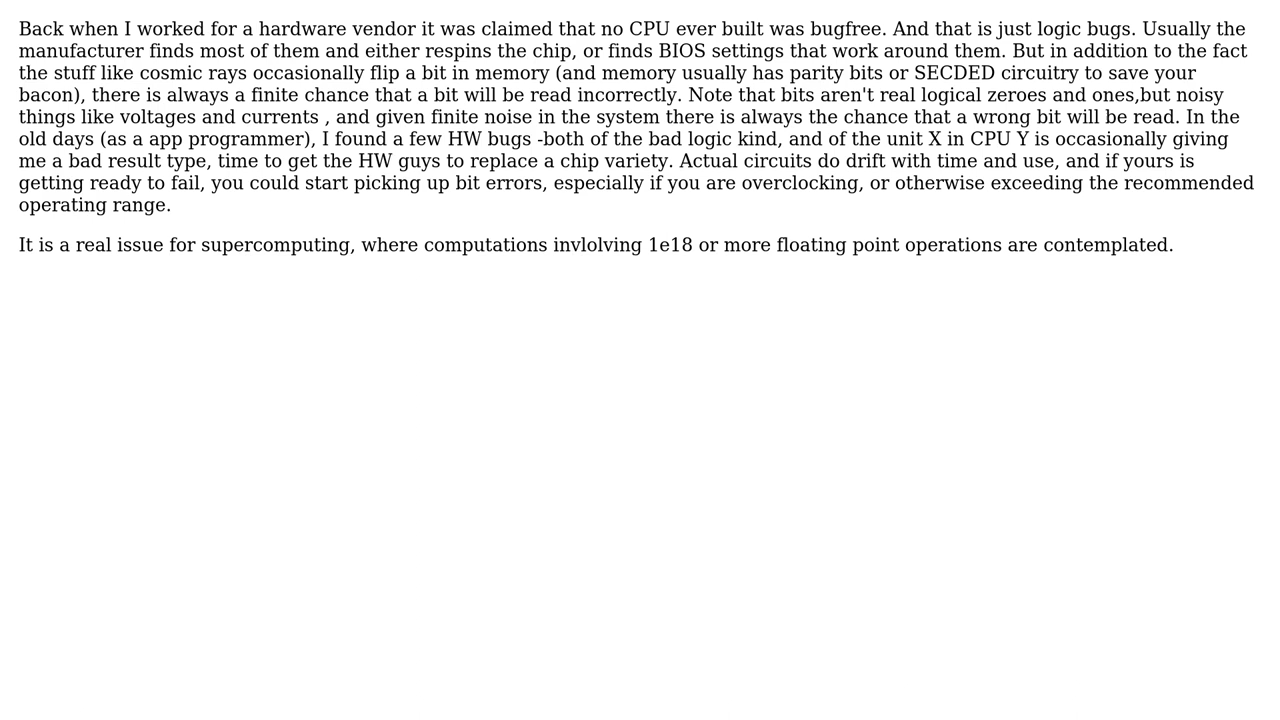 Back when I worked for a hardware vendor it was claimed that no CPU ever built was bugfree. And that is just logic bugs. Usually the
manufacturer finds most of them and either respins the chip, or finds BIOS settings that work around them. But in addition to the fact
the stuff like cosmic rays occasionally flip a bit in memory (and memory usually has parity bits or SECDED circuitry to save your
bacon), there is always a finite chance that a bit will be read incorrectly. Note that bits aren't real logical zeroes and ones,but noisy
things like voltages and currents , and given finite noise in the system there is always the chance that a wrong bit will be read. In the
old days (as a app programmer), I found a few HW bugs -both of the bad logic kind, and of the unit X in CPU Y is occasionally giving
me a bad result type, time to get the HW guys to replace a chip variety. Actual circuits do drift with time and use, and if yours is
getting ready to fail, you could start picking up bit errors, especially if you are overclocking, or otherwise exceeding the recommended
operating range.
It is a real issue for supercomputing, where computations invlolving 1e18 or more floating point operations are contemplated.